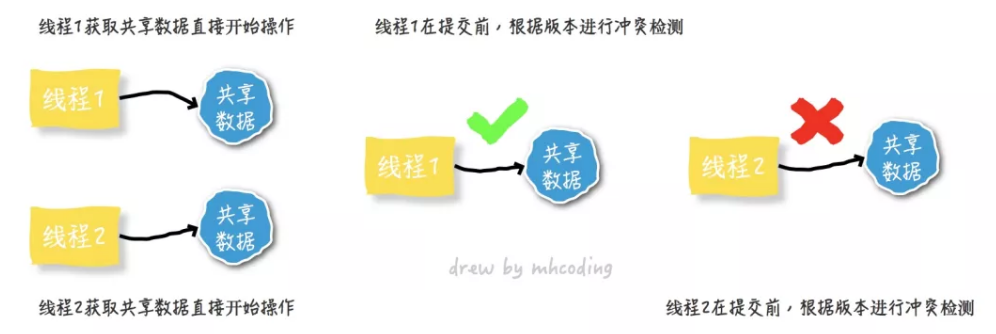 线程1获取共享数据直接开始操作
线程1在提交前，根据版本进行冲突检测
线程1
共享
数据
线程1
共享
数据
线程2
共享
数据
线程2
共享
数据
drew by mhcoding
线程2获取共享数据直接开始操作
线程2在提交前，根据版本进行冲突检测